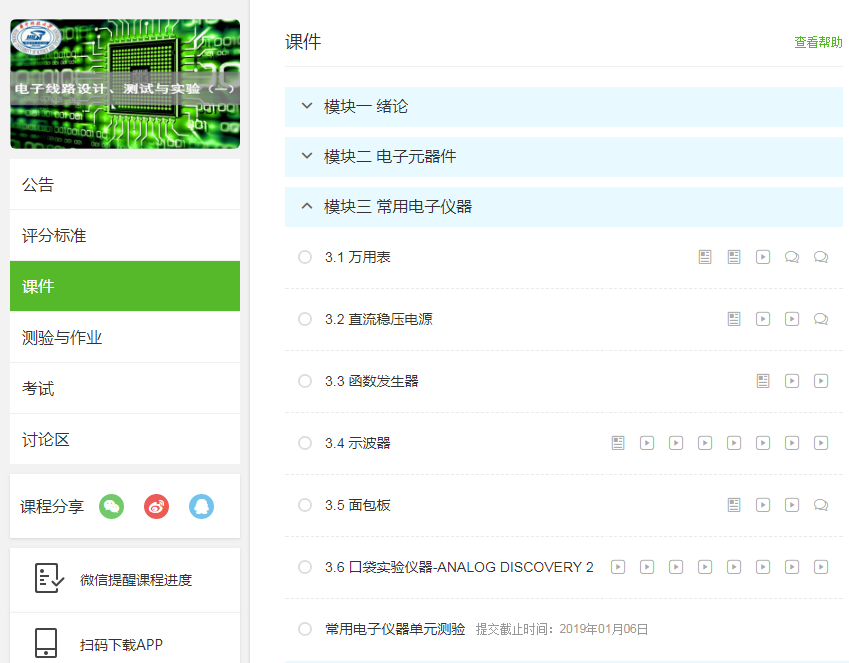 电子线路设计、测试与实验（一）
公告
评分标准
课件
测验与作业
考试
讨论区
课程分享
微信提醒课程进度
扫码下载APP
课件
查看帮助
模块一 绪论
模块二 电子元器件
模块三 常用电子仪器
3.1 万用表
3.2 直流稳压电源
3.3 函数发生器
3.4 示波器
3.5 面包板
3.6 口袋实验仪器-ANALOG DISCOVERY 2
常用电子仪器单元测验 提交截止时间：2019年01月06日